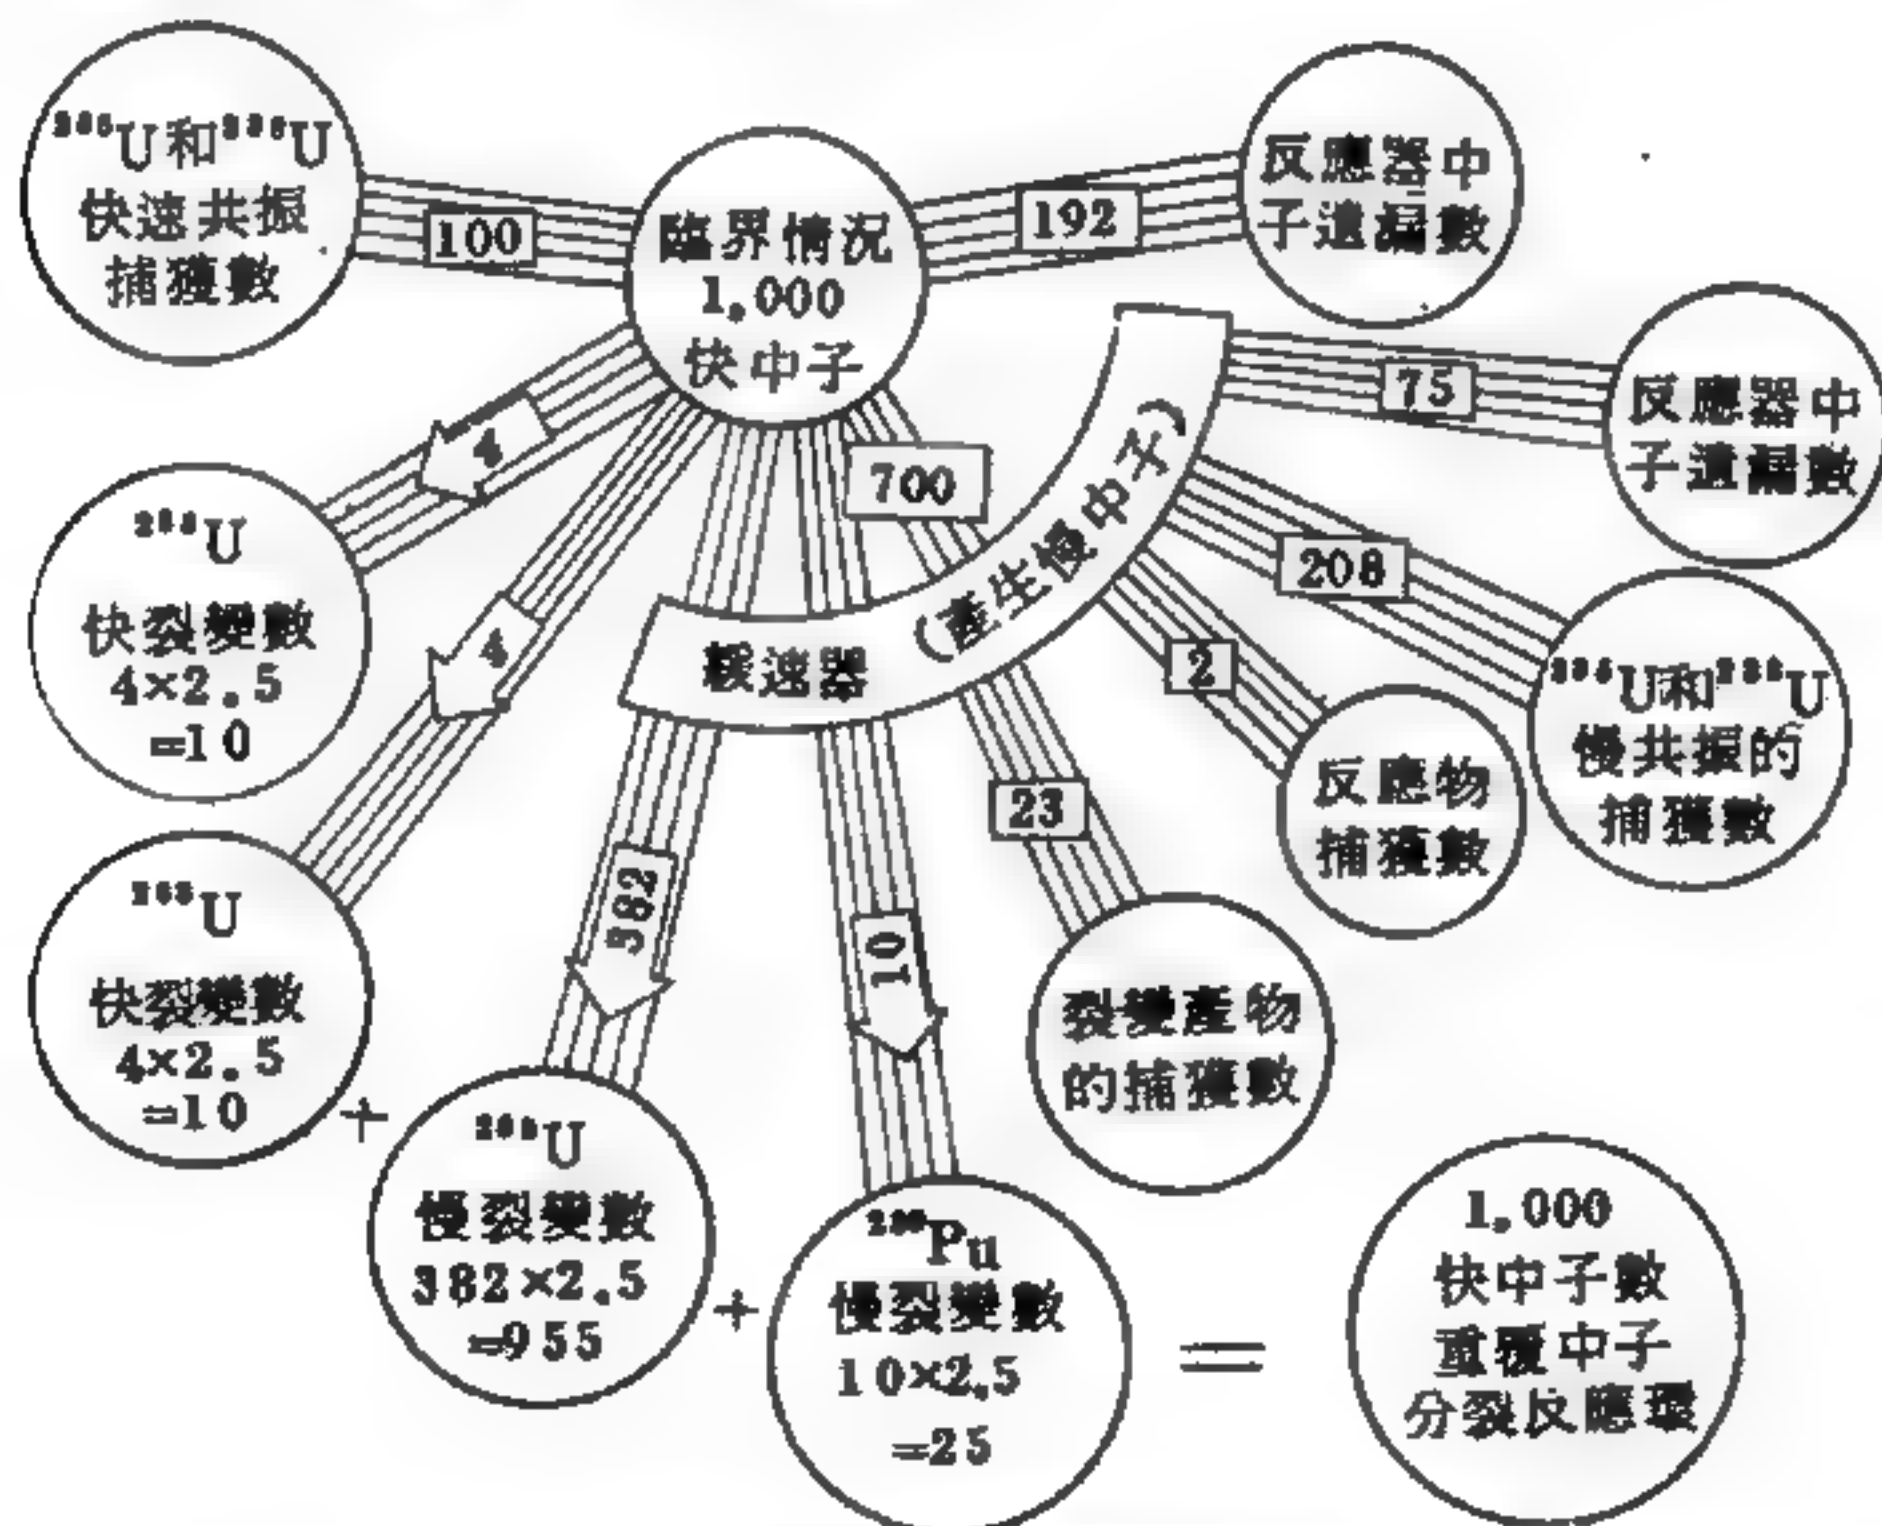 U和 U
快速共振
捕獲數
100
臨界情況
1,000
快中子
192
反應器中
子遺漏數
75
反應器中
子遺漏數
4
U
快裂變數
4×2.5
=10
4
U
快裂變數
4×2.5
=10
+
700
緩速器 (產生慢中子)
208
U和 U
慢共振的
捕獲數
2
反應物
捕獲數
23
裂變產物
的捕獲數
382
U
慢裂變數
382×2.5
=955
+
10
Pu
慢裂變數
10×2.5
=25
=
1,000
快中子數
重覆中子
分裂反應環